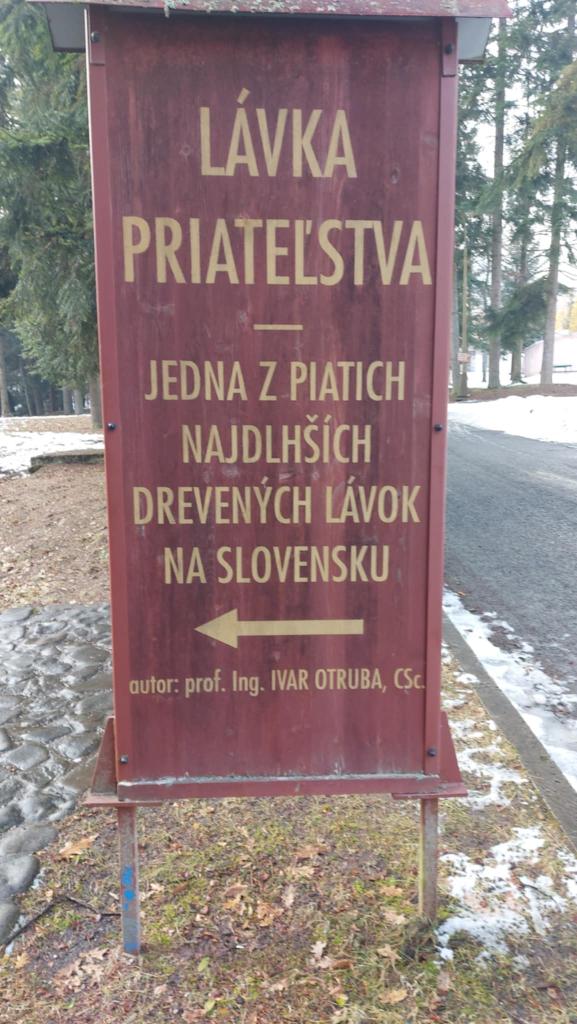 LÁVKA
PRIATEĽSTVA
—
JEDNA Z PIATICH
NAJDLHŠÍCH
DREVENÝCH LÁVOK
NA SLOVENSKU
autor: prof. Ing. IVAR OTRUBA, CSc.